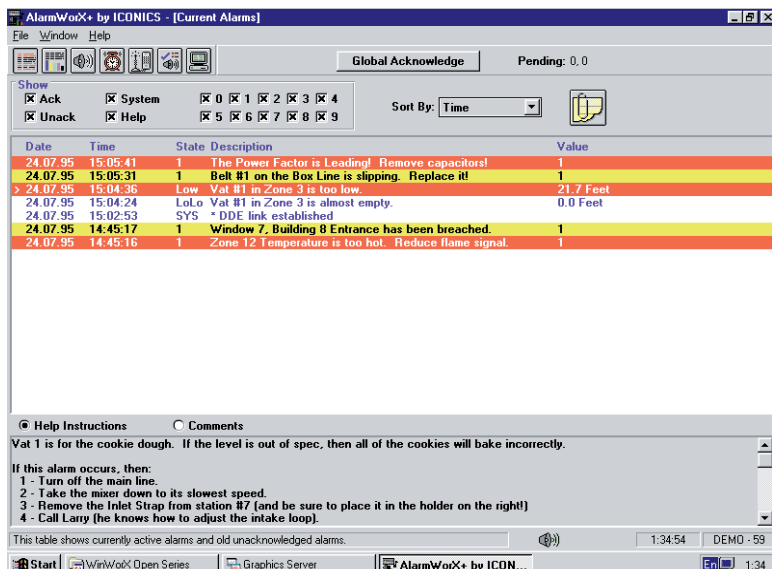 AlarmWorX+ by ICONICS - [Current Alarms]
File Window Help
Global Acknowledge Pending: 0, 0
Show
Ack System 0 1 2 3 4
Unack Help 5 6 7 8 9
Sort By: Time
Date Time State Description Value
24.07.95 15:05:41 1 The Power Factor is Leading! Remove capacitors! 1
24.07.95 15:05:31 1 Belt #1 on the Box Line is slipping. Replace it! 1
> 24.07.95 15:04:36 Low Vat #1 in Zone 3 is too low. 21.7 Feet
24.07.95 15:04:24 LoLo Vat #1 in Zone 3 is almost empty. 0.0 Feet
24.07.95 15:02:53 SYS * DDE link established
24.07.95 14:45:17 1 Window 7, Building 8 Entrance has been breached. 1
24.07.95 14:45:16 1 Zone 12 Temperature is too hot. Reduce flame signal. 1
Help Instructions Comments
Vat 1 is for the cookie dough. If the level is out of spec, then all of the cookies will bake incorrectly.
If this alarm occurs, then:
1 - Turn off the main line.
2 - Take the mixer down to its slowest speed.
3 - Remove the Inlet Strap from station #7 (and be sure to place it in the holder on the right!)
4 - Call Larry (he knows how to adjust the intake loop).
This table shows currently active alarms and old unacknowledged alarms. 1:34:54 DEMO - 59
Start WinWorX Open Series Graphics Server AlarmWorX+ by ICON... En 1:34